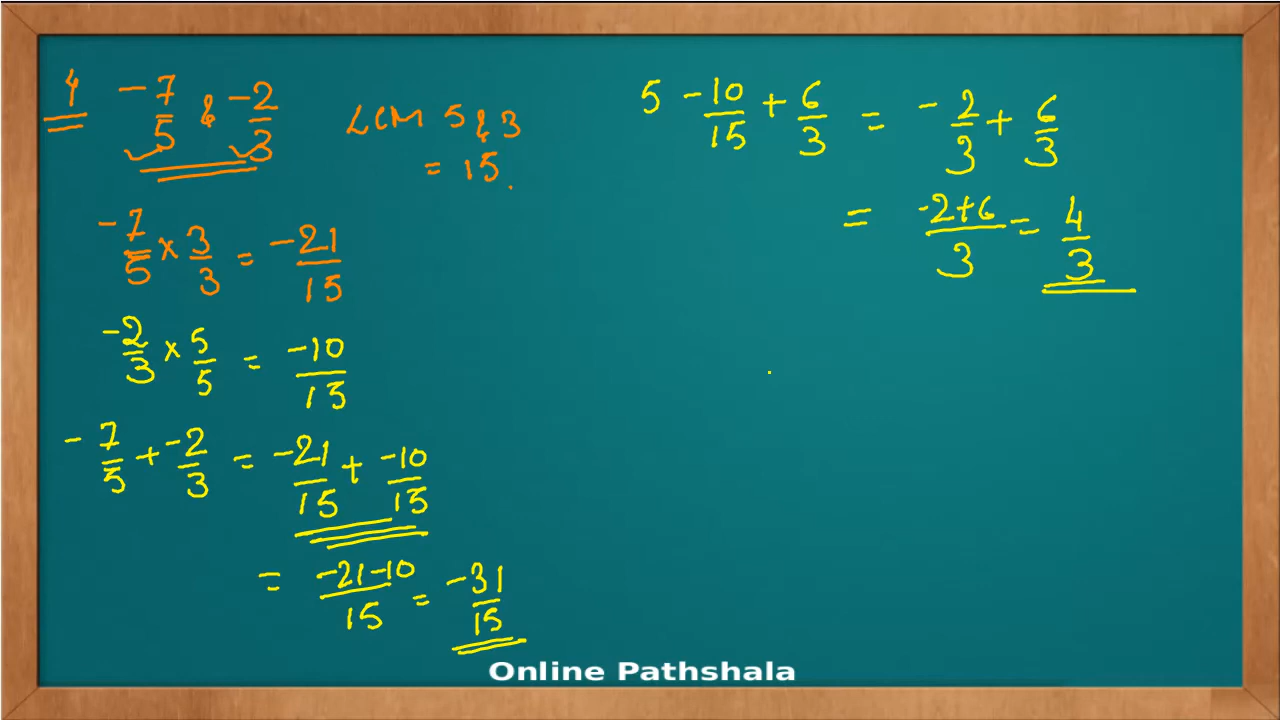 4 -7/5 & -2/3 LCM 5 & 3
= 15.
-7/5 × 3/3 = -21/15
-2/3 × 5/5 = -10/15
-7/5 + -2/3 = -21/15 + -10/15
= -21-10/15 = -31/15
5 -10/15 + 6/3 = -2/3 + 6/3
= -2+6/3 = 4/3
Online Pathshala